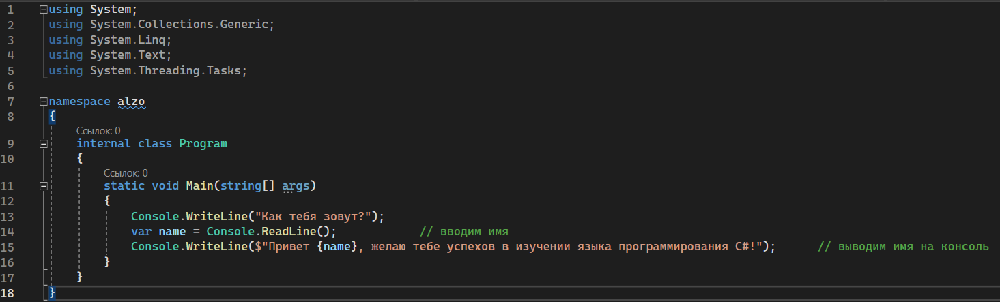 1 using System;
2 using System.Collections.Generic;
3 using System.Linq;
4 using System.Text;
5 using System.Threading.Tasks;
6
7 namespace alzo
8 {
Ссылок: 0
9 internal class Program
10 {
Ссылок: 0
11 static void Main(string[] args)
12 {
13 Console.WriteLine("Как тебя зовут?");
14 var name = Console.ReadLine(); // вводим имя
15 Console.WriteLine($"Привет {name}, желаю тебе успехов в изучении языка программирования C#!"); // выводим имя на консоль
16 }
17 }
18 }